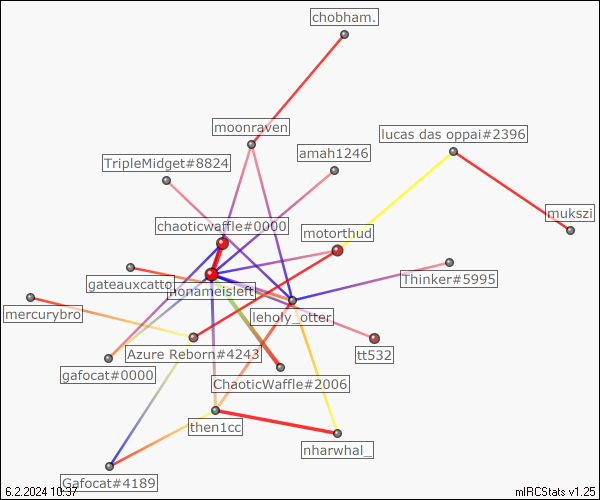 chobham.
moonraven
lucas das oppai#2396
amah1246
TripleMidget#8824
mukszi
chaoticwaffle#0000
motorthud
Thinker#5995
gateauxcatto
nonameisleft
mercurybro
leholy_otter
Azure Reborn#4243
tt532
gafocat#0000
ChaoticWaffle#2006
then1cc
nharwhal_
Gafocat#4189
6.2.2024 10:37
mIRCStats v1.25